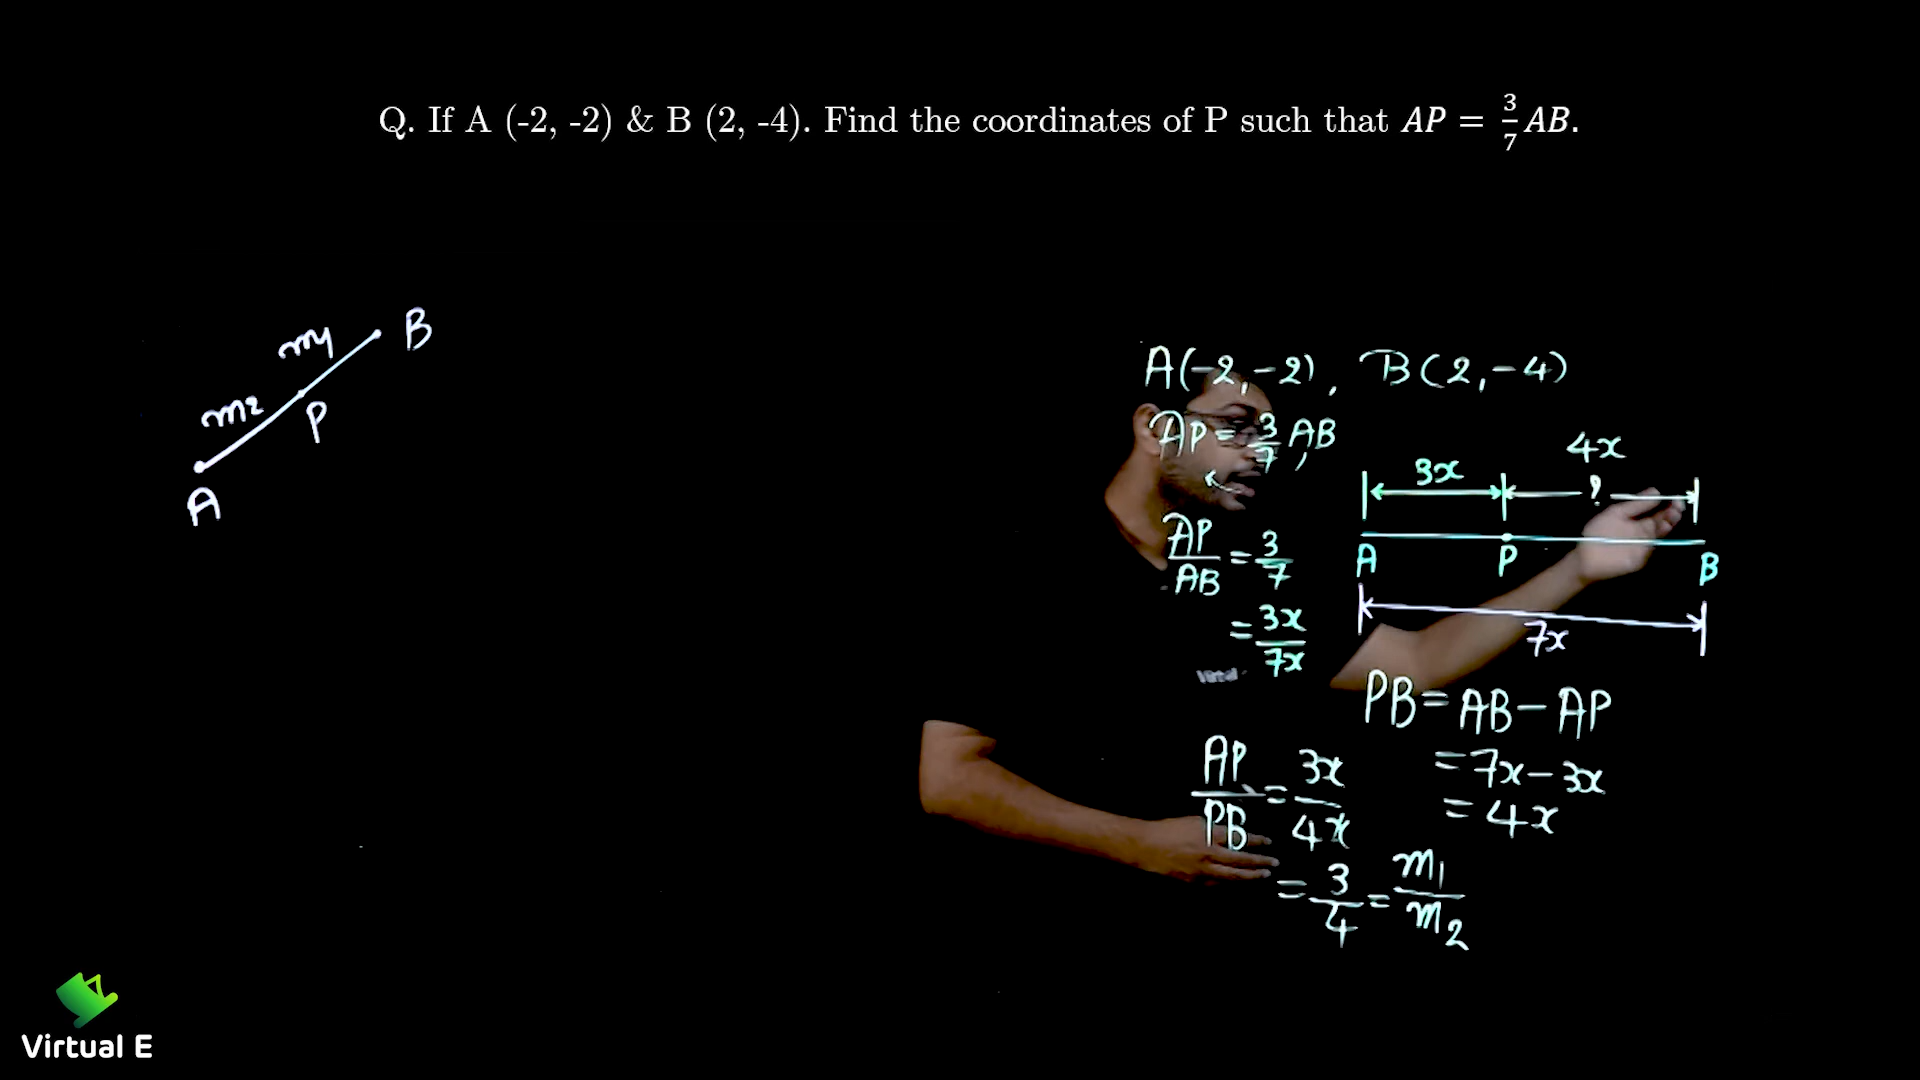 Q. If A (-2, -2) & B (2, -4). Find the coordinates of P such that AP = 3/7 AB.
B
m1
m2
P
A
A(-2,-2), B(2,-4)
AP = 3/7 AB,
AP/AB = 3/7
= 3x/7x
3x
4x
?
A P B
7x
PB = AB - AP
= 7x - 3x
= 4x
AP/PB = 3x/4x
= 3/4 = m1/m2
Virtual E